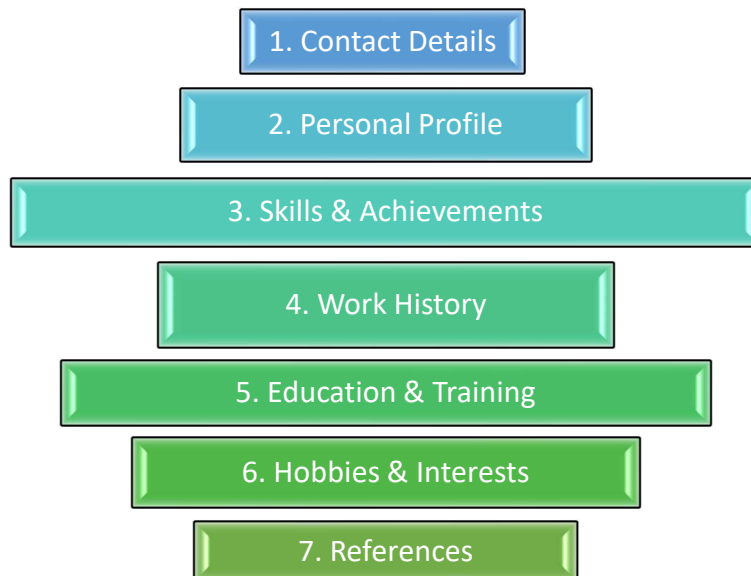 1. Contact Details
2. Personal Profile
3. Skills & Achievements
4. Work History
5. Education & Training
6. Hobbies & Interests
7. References